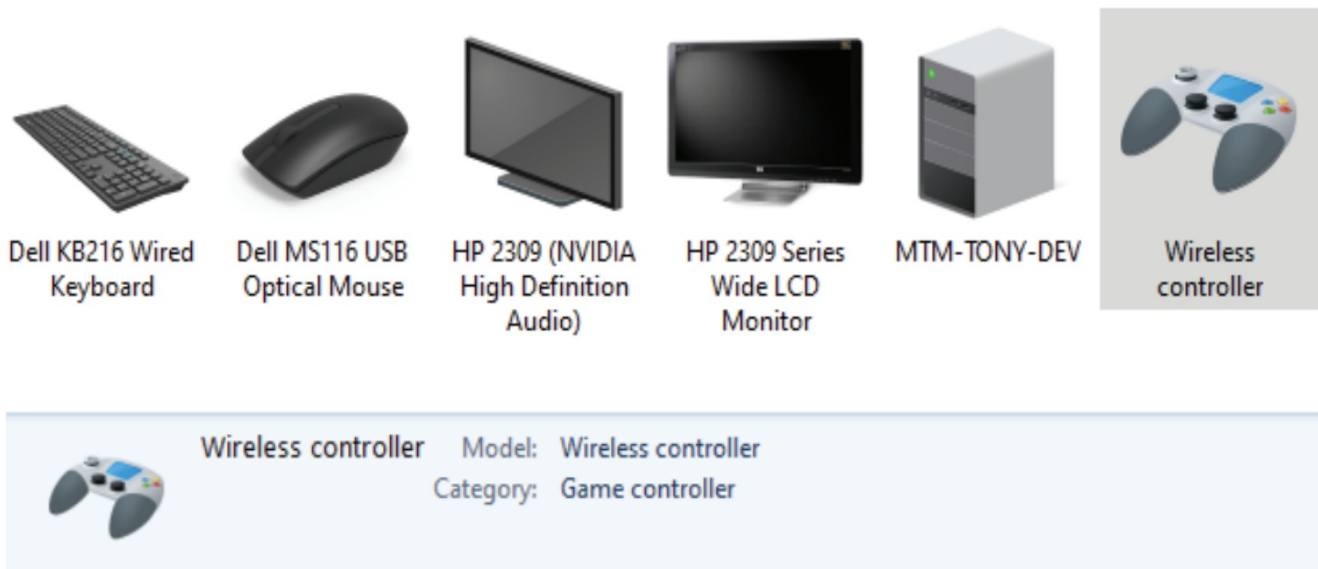 Dell KB216 Wired
Keyboard
Dell MS116 USB
Optical Mouse
HP 2309 (NVIDIA
High Definition
Audio)
HP 2309 Series
Wide LCD
Monitor
MTM-TONY-DEV
Wireless
controller
Wireless controller
Model: Wireless controller
Category: Game controller